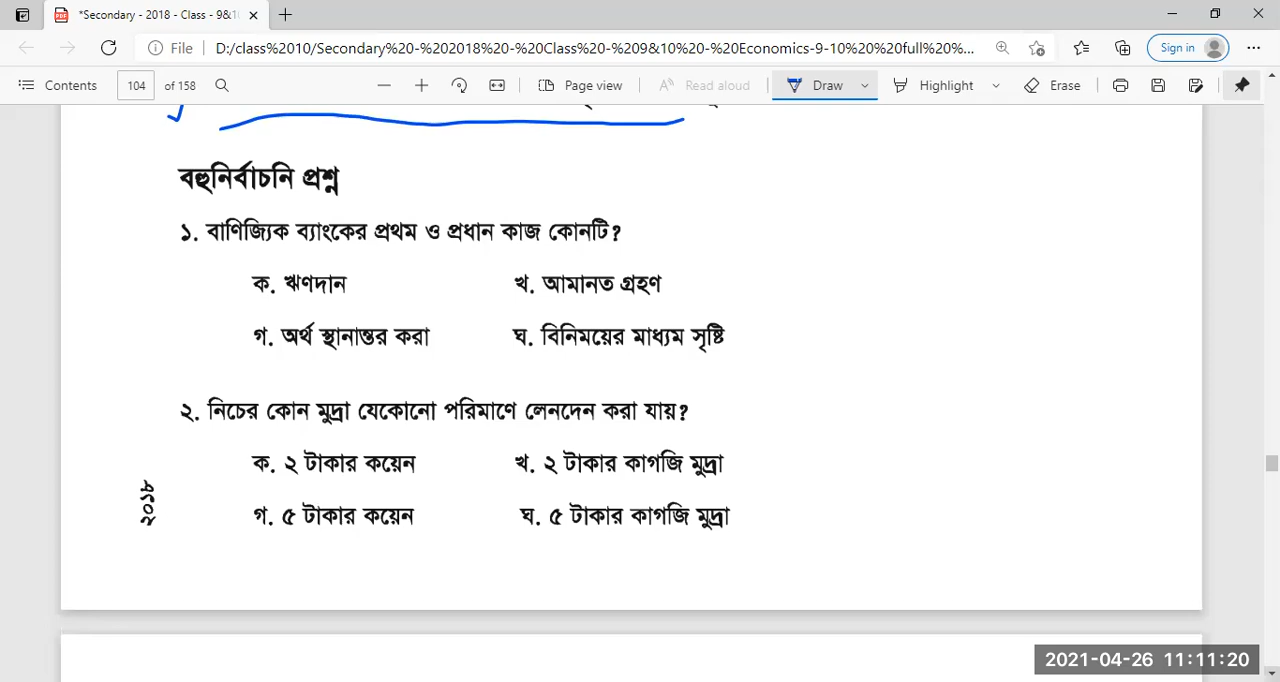 *Secondary - 2018 - Class - 9&10
File D:/class%2010/Secondary%20-%202018%20-%20Class%20-%209&10%20-%20Economics-9-10%20%20full%20%... Sign in
Contents 104 of 158 Page view Read aloud Draw Highlight Erase
বহুনির্বাচনি প্রশ্ন
১. বাণিজ্যিক ব্যাংকের প্রথম ও প্রধান কাজ কোনটি?
ক. ঋণদান খ. আমানত গ্রহণ
গ. অর্থ স্থানান্তর করা ঘ. বিনিময়ের মাধ্যম সৃষ্টি
২. নিচের কোন মুদ্রা যেকোনো পরিমাণে লেনদেন করা যায়?
ক. ২ টাকার কয়েন খ. ২ টাকার কাগজি মুদ্রা
গ. ৫ টাকার কয়েন ঘ. ৫ টাকার কাগজি মুদ্রা
২০১৮
2021-04-26 11:11:20